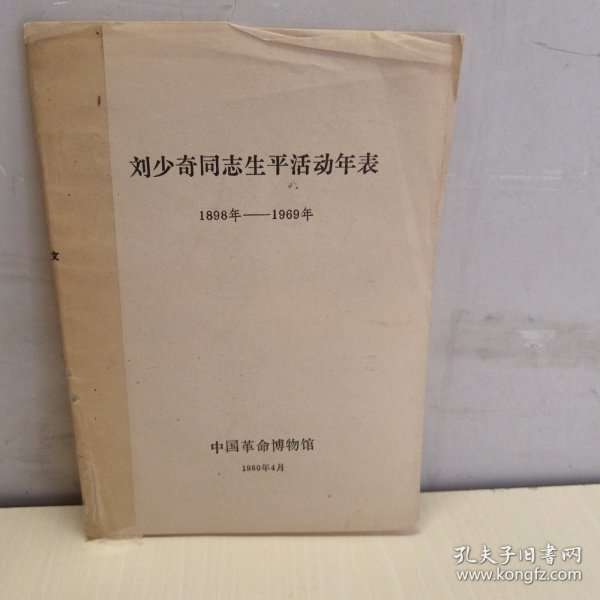 刘少奇同志生平活动年表
1898年——1969年
文
中国革命博物馆
1980年4月
孔夫子旧书网
www.kongfz.com